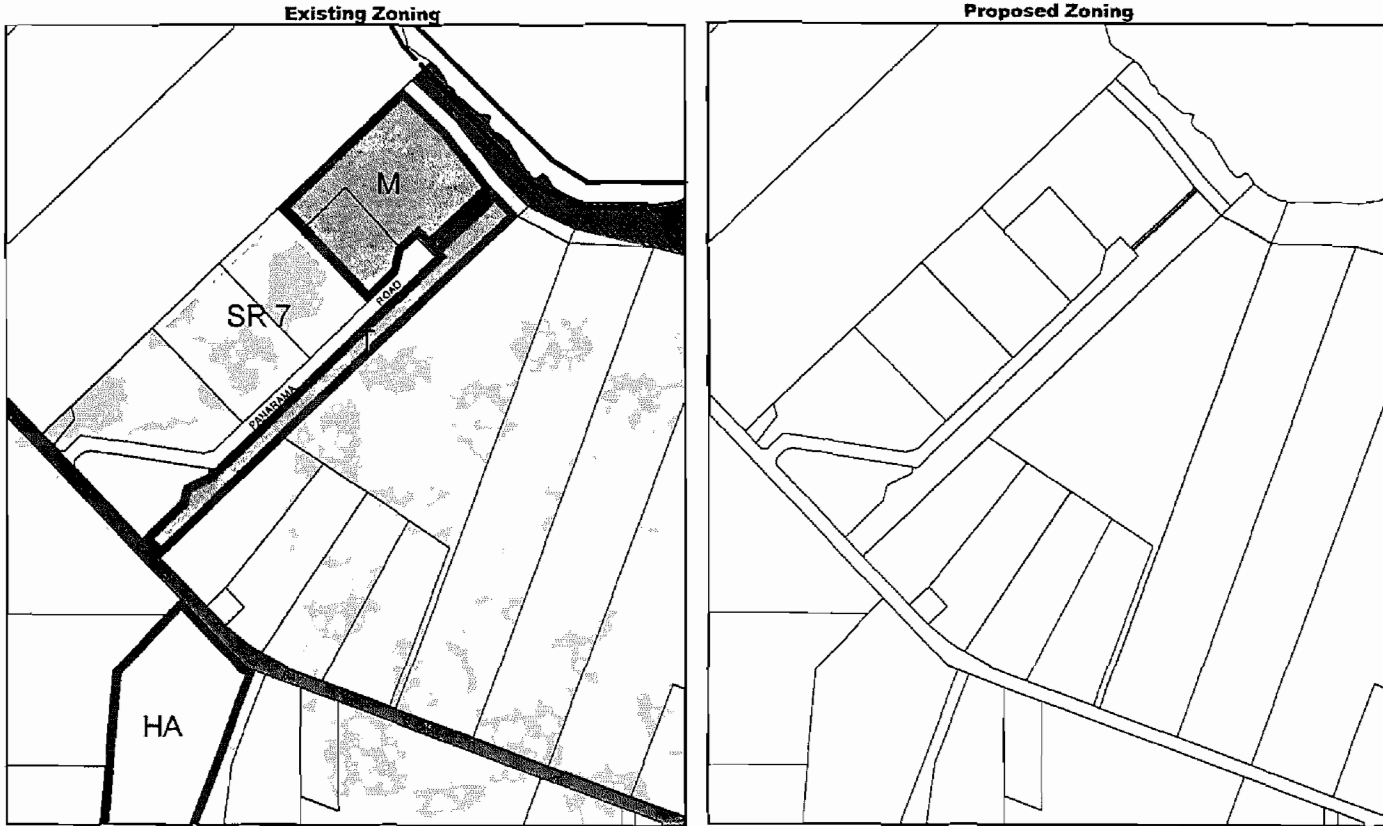 Existing Zoning
Proposed Zoning
M
SR 7
ROAD
T
PANARAMA
HA